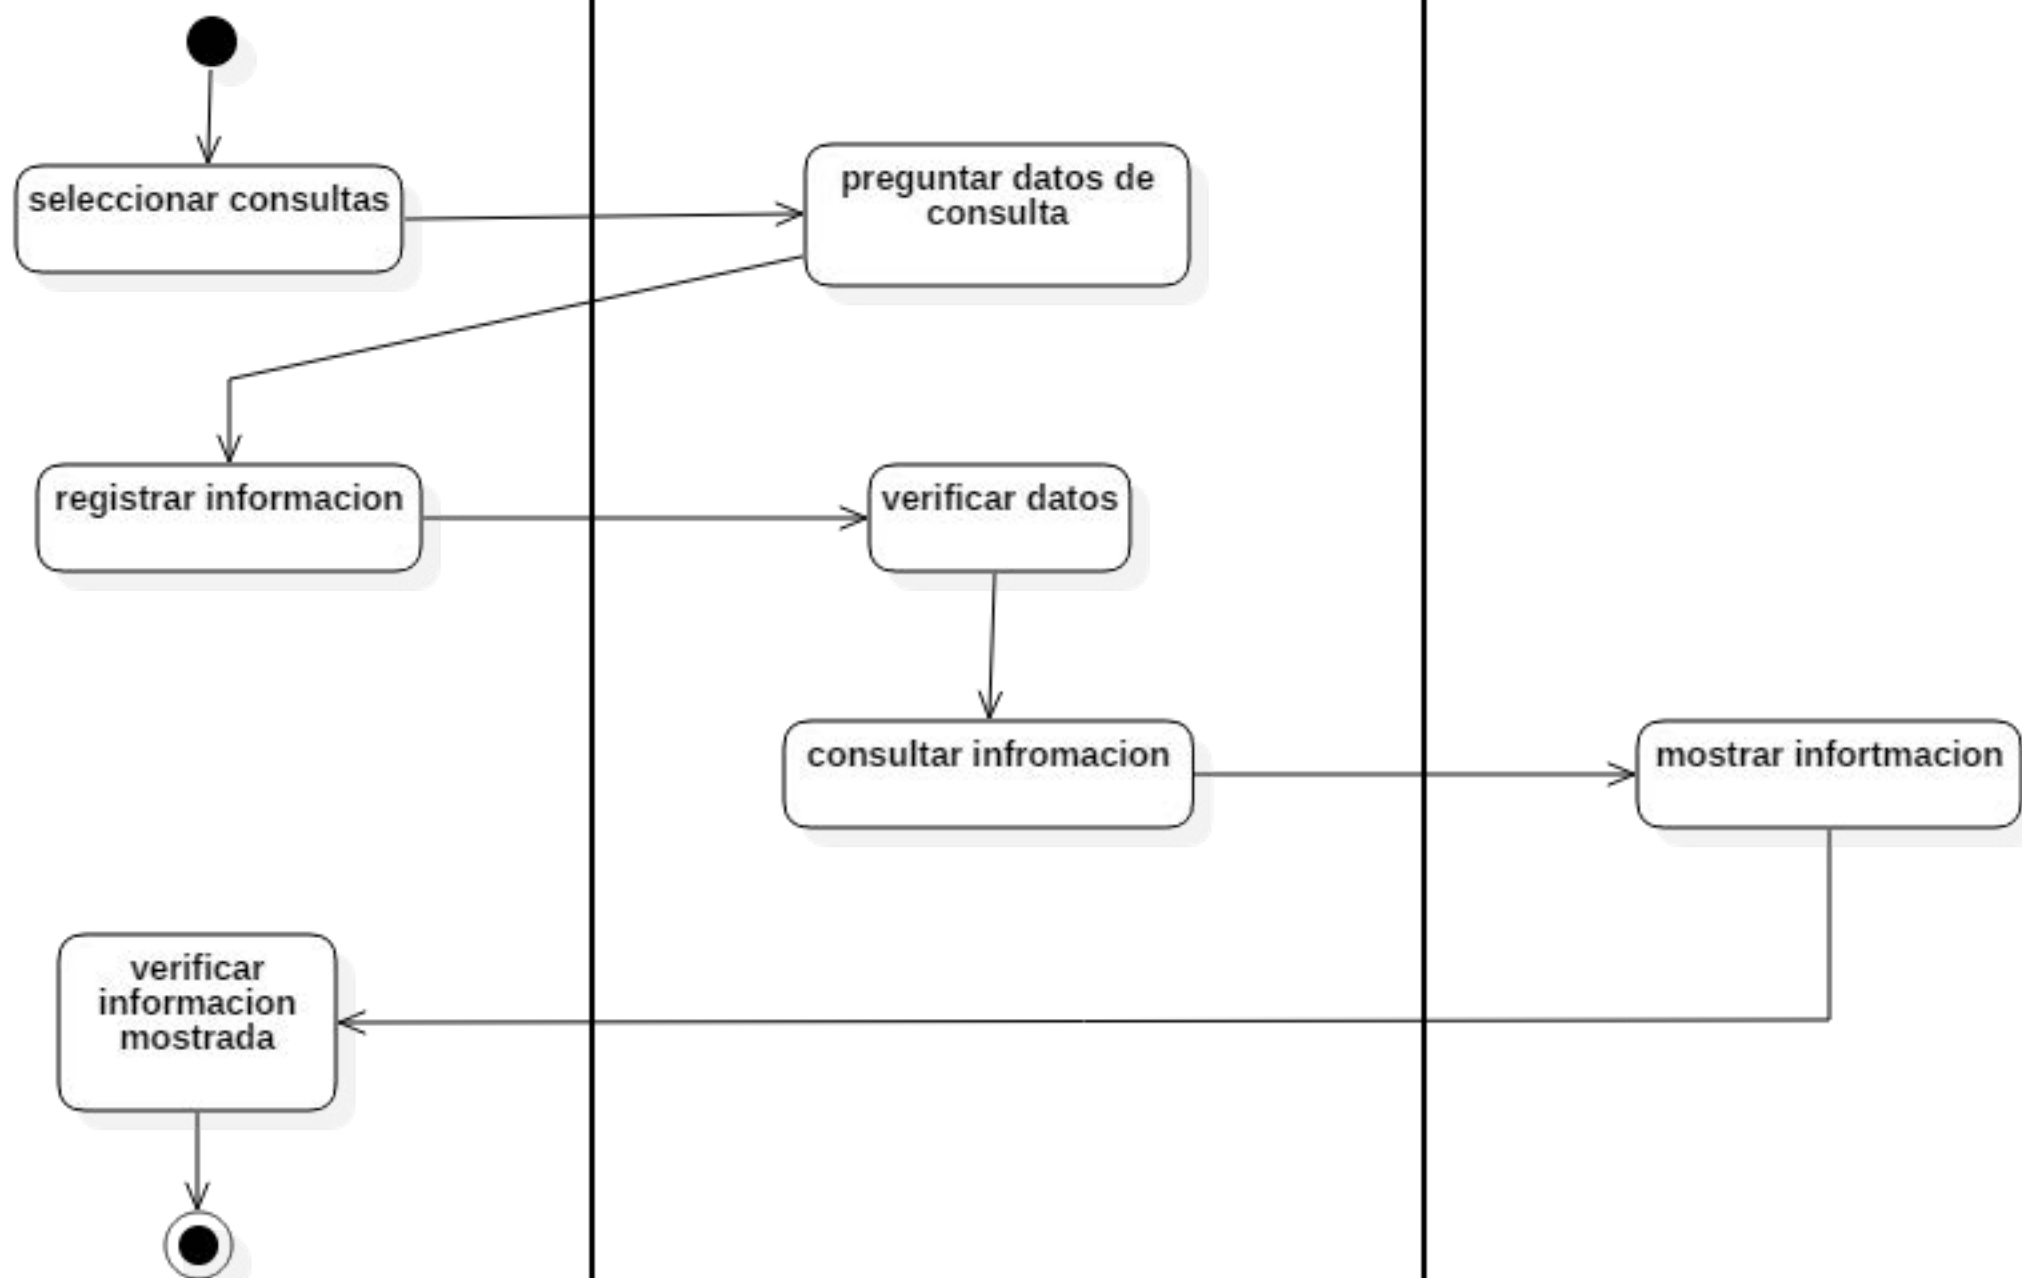 seleccionar consultas
preguntar datos de
consulta
registrar informacion
verificar datos
consultar infromacion
mostrar infortmacion
verificar
informacion
mostrada